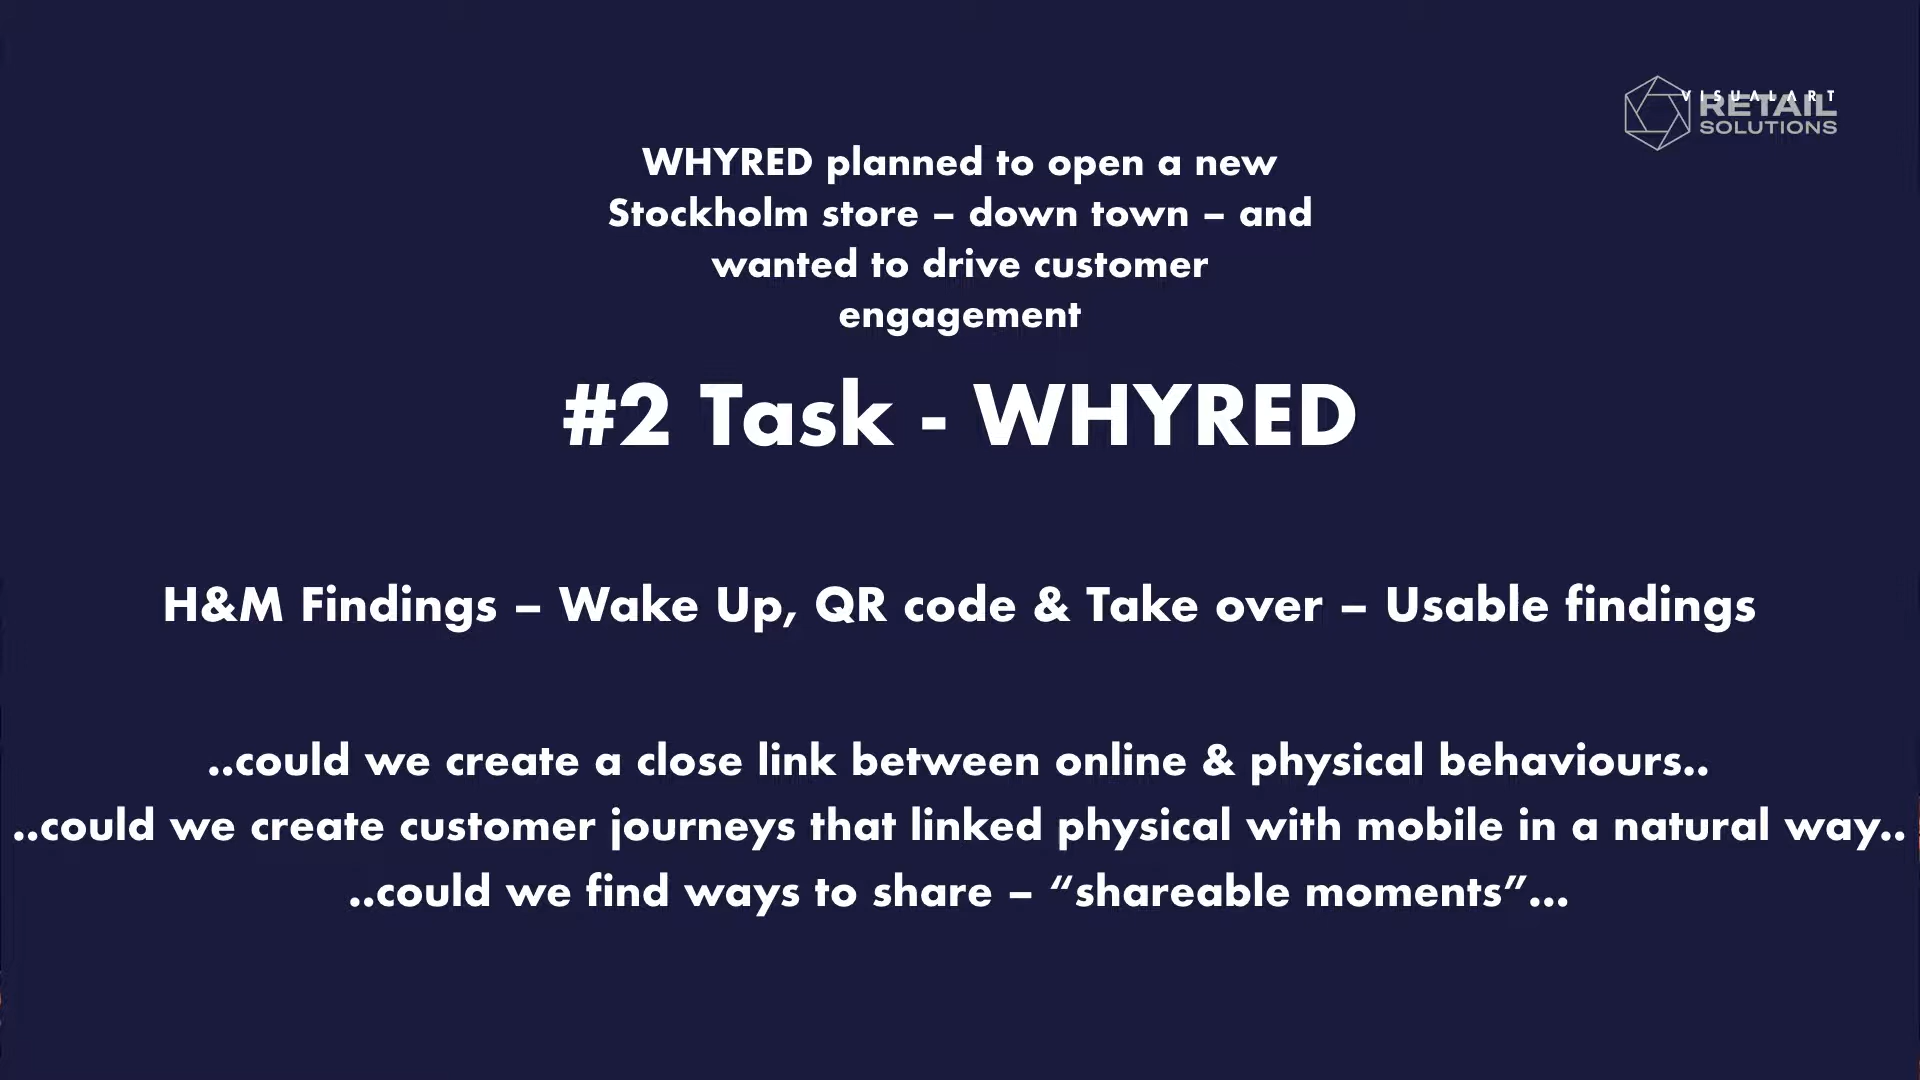 VISUALART
RETAIL
SOLUTIONS
WHYRED planned to open a new
Stockholm store – down town – and
wanted to drive customer
engagement
#2 Task - WHYRED
H&M Findings – Wake Up, QR code & Take over – Usable findings
..could we create a close link between online & physical behaviours..
..could we create customer journeys that linked physical with mobile in a natural way..
..could we find ways to share – “shareable moments”...